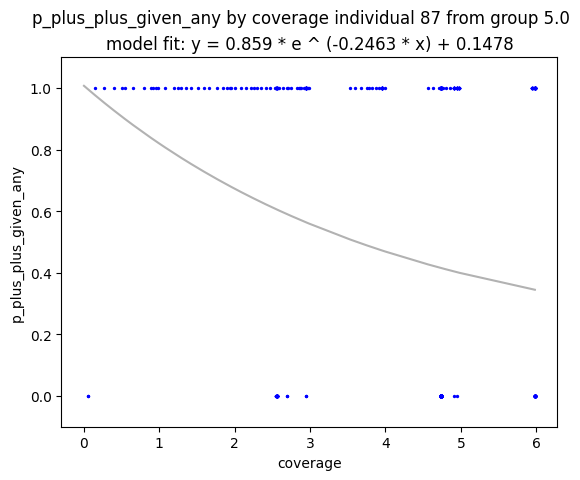 p_plus_plus_given_any by coverage individual 87 from group 5.0
model fit: y = 0.859 * e ^ (-0.2463 * x) + 0.1478
1.0
0.8
0.6
0.4
0.2
0.0
p_plus_plus_given_any
0 1 2 3 4 5 6
coverage